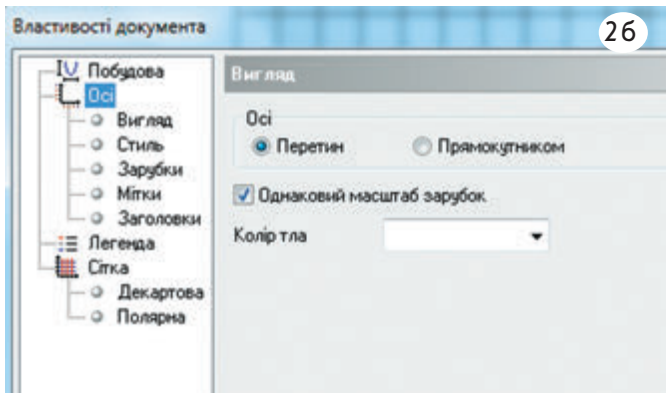 Властивості документа
26
Побудова
Осі
Вигляд
Стиль
Зарубки
Мітки
Заголовки
Легенда
Сітка
Декартова
Полярна
Вигляд
Осі
Перетин
Прямокутником
Однаковий масштаб зарубок
Колір тла